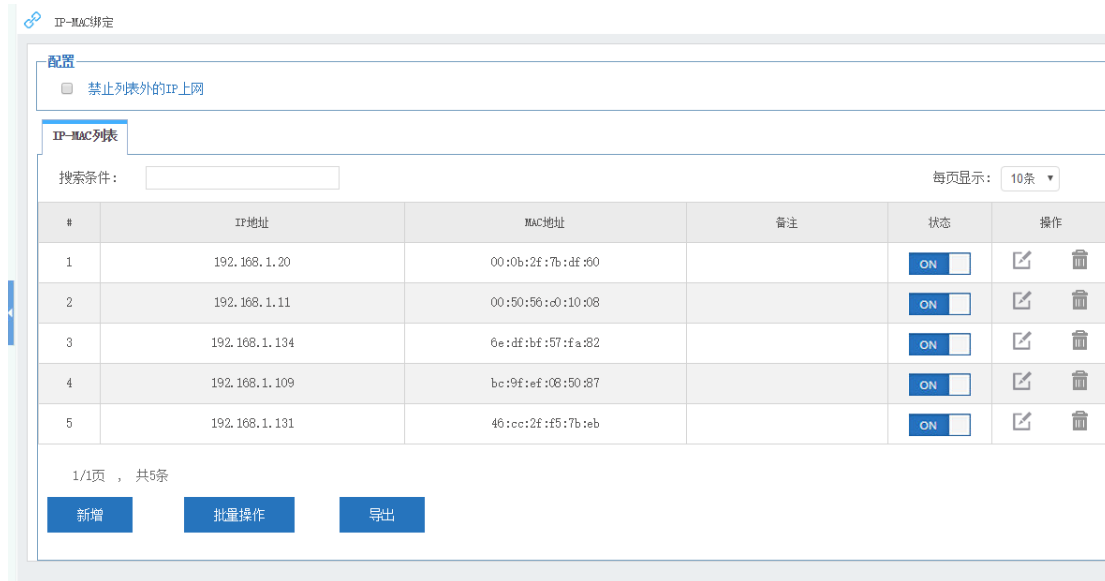 IP-MAC绑定
配置
禁止列表外的IP上网
IP-MAC列表
搜索条件: 每页显示: 10条
# IP地址 MAC地址 备注 状态 操作
1 192.168.1.20 00:0b:2f:7b:df:60 ON
2 192.168.1.11 00:50:56:c0:10:08 ON
3 192.168.1.134 6e:df:bf:57:fa:82 ON
4 192.168.1.109 bc:9f:ef:08:50:87 ON
5 192.168.1.131 46:cc:2f:f5:7b:eb ON
1/1页 , 共5条
新增 批量操作 导出